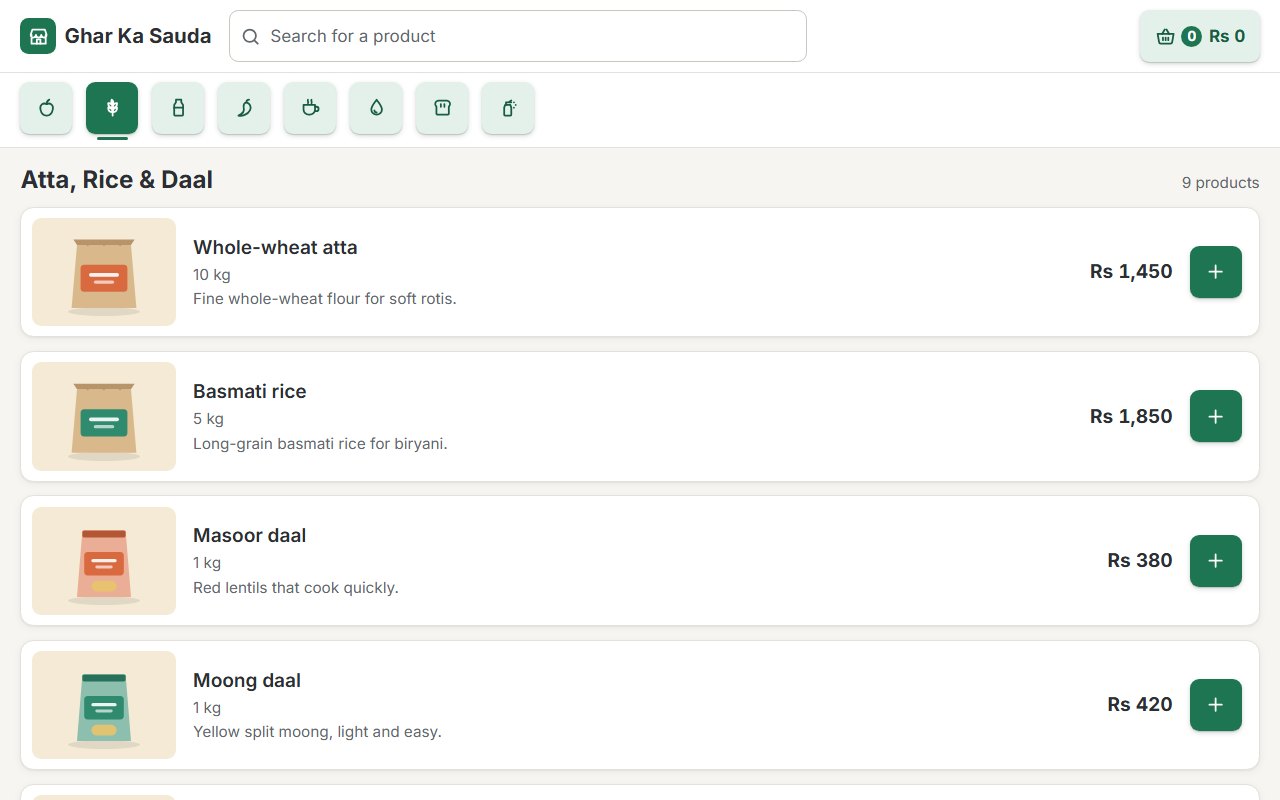 Ghar Ka Sauda
Search for a product
0 Rs 0
Atta, Rice & Daal
9 products
Whole-wheat atta
10 kg
Fine whole-wheat flour for soft rotis.
Rs 1,450
Basmati rice
5 kg
Long-grain basmati rice for biryani.
Rs 1,850
Masoor daal
1 kg
Red lentils that cook quickly.
Rs 380
Moong daal
1 kg
Yellow split moong, light and easy.
Rs 420